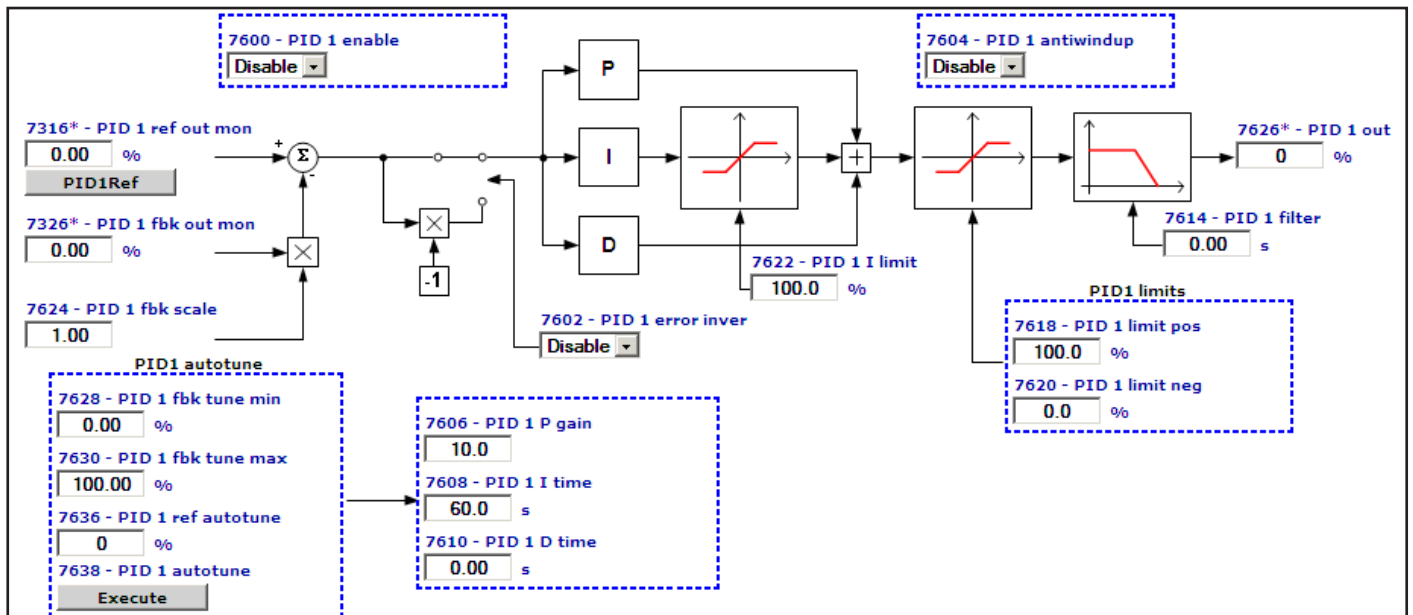 7600 - PID 1 enable
Disable
7604 - PID 1 antiwindup
Disable
7316* - PID 1 ref out mon
0.00 %
PID1Ref
+
Σ
-
P
I
D
+
7626* - PID 1 out
0 %
7326* - PID 1 fbk out mon
0.00 %
×
×
-1
7614 - PID 1 filter
0.00 s
7622 - PID 1 I limit
100.0 %
7624 - PID 1 fbk scale
1.00
7602 - PID 1 error inver
Disable
PID1 limits
7618 - PID 1 limit pos
100.0 %
7620 - PID 1 limit neg
0.0 %
PID1 autotune
7628 - PID 1 fbk tune min
0.00 %
7630 - PID 1 fbk tune max
100.00 %
7636 - PID 1 ref autotune
0 %
7638 - PID 1 autotune
Execute
7606 - PID 1 P gain
10.0
7608 - PID 1 I time
60.0 s
7610 - PID 1 D time
0.00 s